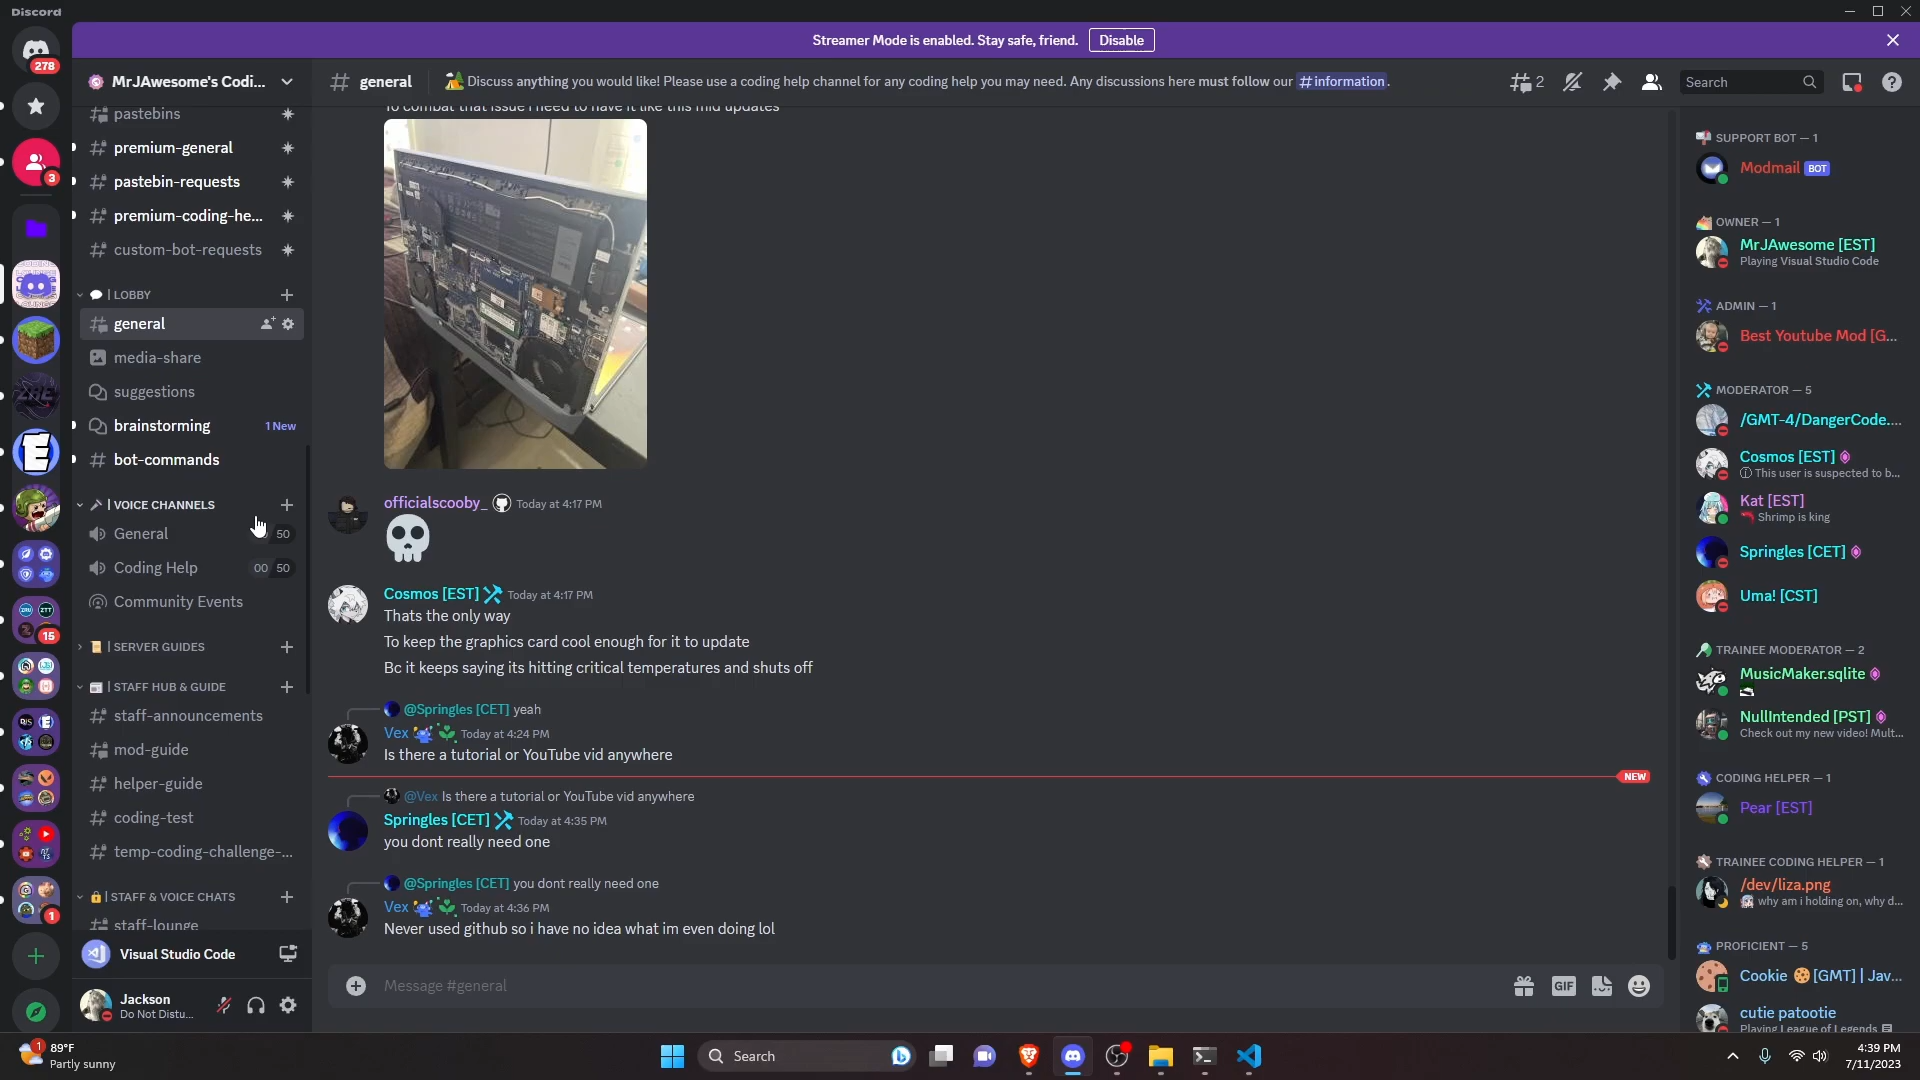 Discord
Streamer Mode is enabled. Stay safe, friend.
Disable
278
MrJAwesome's Codi...
general
Discuss anything you would like! Please use a coding help channel for any coding help you may need. Any discussions here must follow our #information.
2
Search
pastebins
premium-general
pastebin-requests
premium-coding-he...
custom-bot-requests
| LOBBY
general
media-share
suggestions
brainstorming
1 New
bot-commands
| VOICE CHANNELS
General
50
Coding Help
00 50
Community Events
| SERVER GUIDES
| STAFF HUB & GUIDE
staff-announcements
mod-guide
helper-guide
coding-test
temp-coding-challenge-...
| STAFF & VOICE CHATS
staff-lounge
3
15
1
Visual Studio Code
Jackson
Do Not Distu...
To combat that issue i need to have it like this mid updates
officialscooby_ Today at 4:17 PM
Cosmos [EST] Today at 4:17 PM
Thats the only way
To keep the graphics card cool enough for it to update
Bc it keeps saying its hitting critical temperatures and shuts off
@Springles [CET] yeah
Vex Today at 4:24 PM
Is there a tutorial or YouTube vid anywhere
NEW
@Vex Is there a tutorial or YouTube vid anywhere
Springles [CET] Today at 4:35 PM
you dont really need one
@Springles [CET] you dont really need one
Vex Today at 4:36 PM
Never used github so i have no idea what im even doing lol
Message #general
GIF
SUPPORT BOT — 1
Modmail BOT
OWNER — 1
MrJAwesome [EST]
Playing Visual Studio Code
ADMIN — 1
Best Youtube Mod [G...
MODERATOR — 5
/GMT-4/DangerCode....
Cosmos [EST]
This user is suspected to b...
Kat [EST]
Shrimp is king
Springles [CET]
Uma! [CST]
TRAINEE MODERATOR — 2
MusicMaker.sqlite
NullIntended [PST]
Check out my new video! Mult...
CODING HELPER — 1
Pear [EST]
TRAINEE CODING HELPER — 1
/dev/liza.png
why am i holding on, why d...
PROFICIENT — 5
Cookie [GMT] | Jav...
cutie patootie
Playing League of Legends
1
89°F
Partly sunny
Search
4:39 PM
7/11/2023